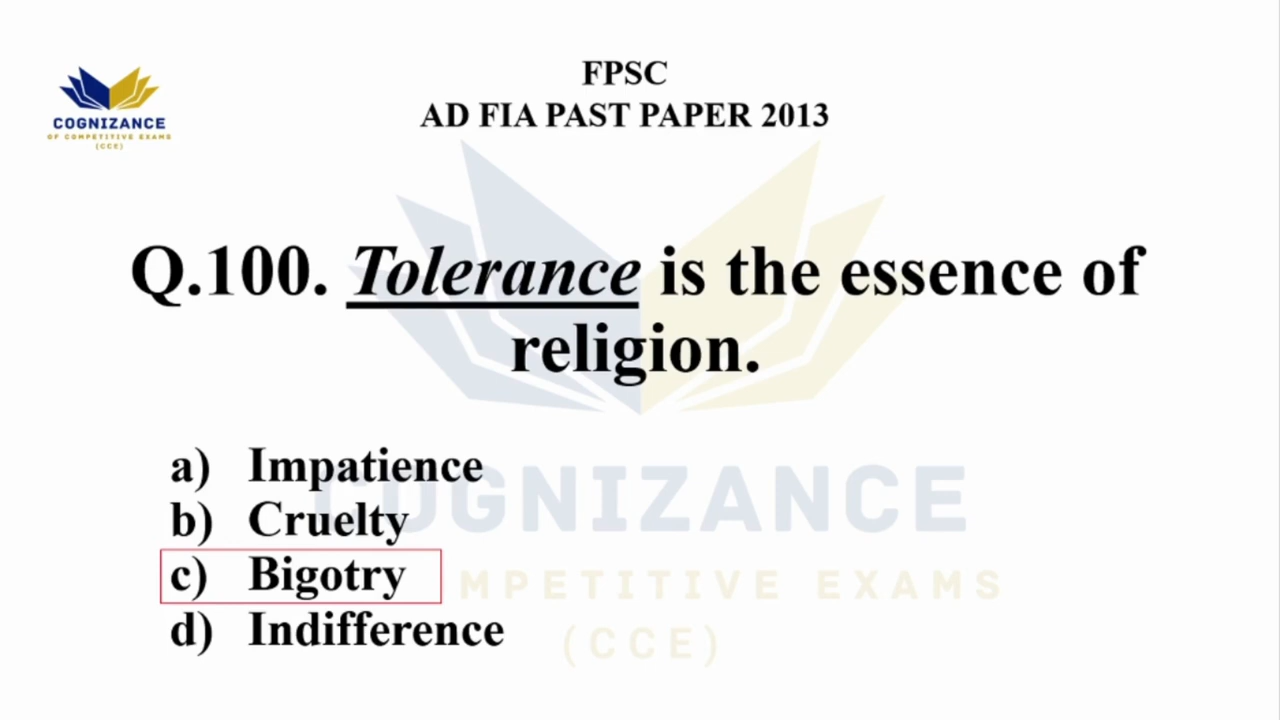 FPSC
AD FIA PAST PAPER 2013
COGNIZANCE
OF COMPETITIVE EXAMS
(CCE)
Q.100. Tolerance is the essence of
religion.
a) Impatience
b) Cruelty
c) Bigotry
d) Indifference
COGNIZANCE
MPETITIVE EXAMS
(CCE)